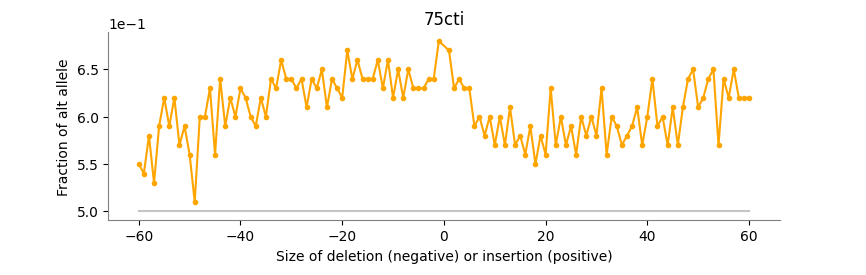 75cti
1e−1
6.5
6.0
5.5
5.0
Fraction of alt allele
−60 −40 −20 0 20 40 60
Size of deletion (negative) or insertion (positive)